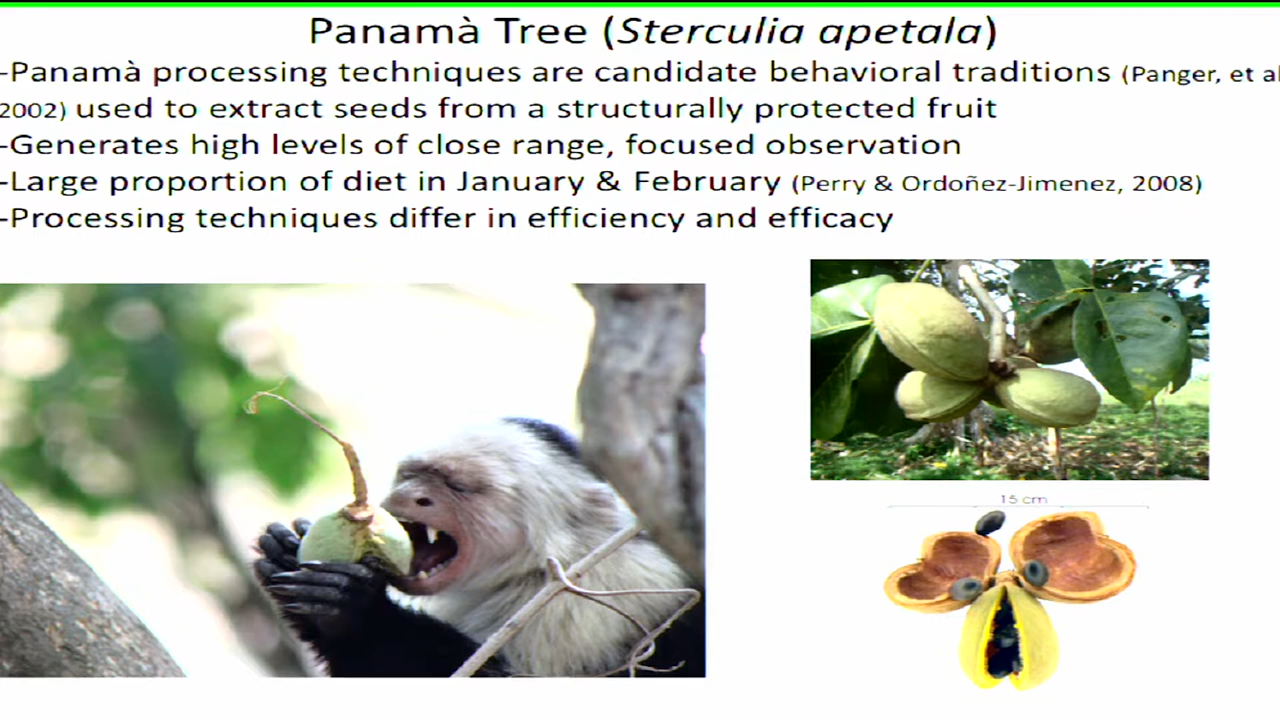 Panamà Tree (Sterculia apetala)
-Panamà processing techniques are candidate behavioral traditions (Panger, et al
2002) used to extract seeds from a structurally protected fruit
-Generates high levels of close range, focused observation
-Large proportion of diet in January & February (Perry & Ordoñez-Jimenez, 2008)
-Processing techniques differ in efficiency and efficacy
15 cm